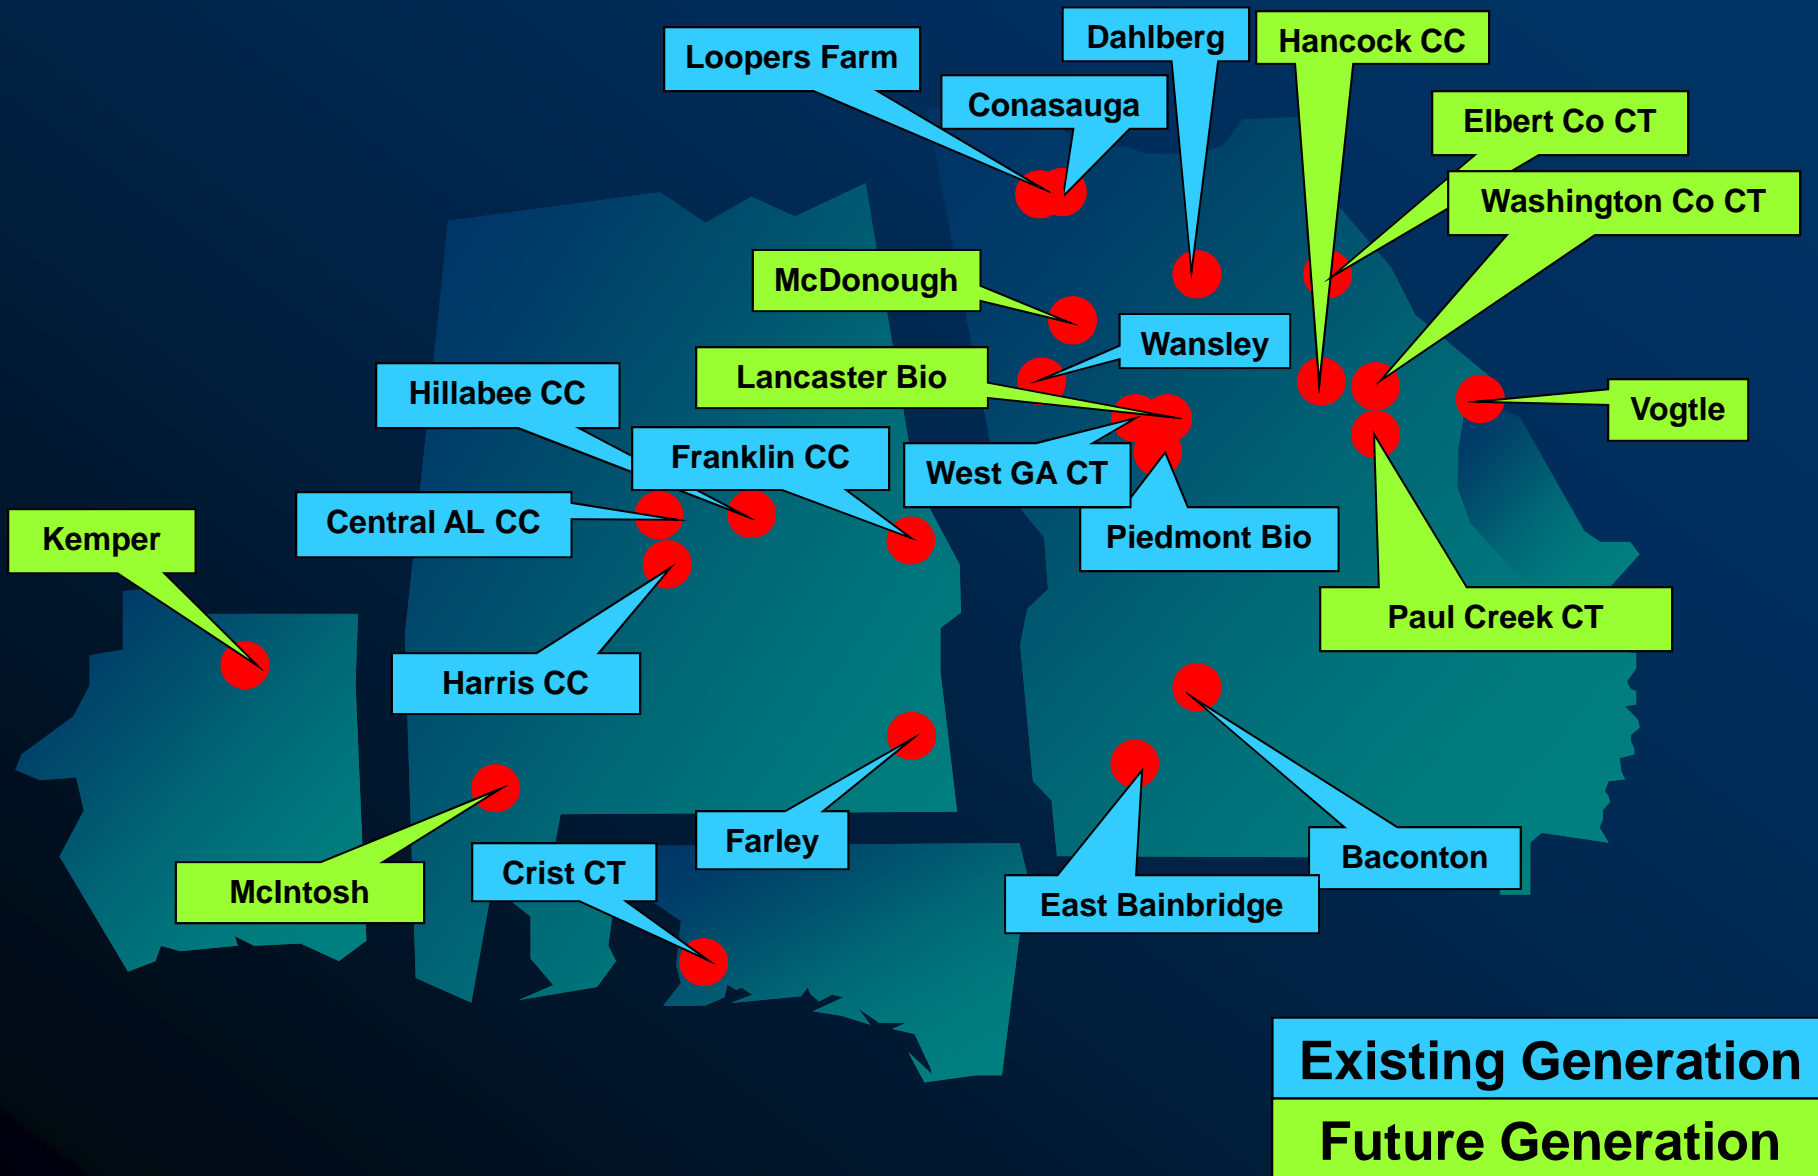 Dahlberg
Hancock CC
Loopers Farm
Conasauga
Elbert Co CT
Washington Co CT
McDonough
Wansley
Lancaster Bio
Hillabee CC
Vogtle
Franklin CC
West GA CT
Central AL CC
Kemper
Piedmont Bio
Paul Creek CT
Harris CC
Farley
Baconton
Crist CT
McIntosh
East Bainbridge
Existing Generation
Future Generation